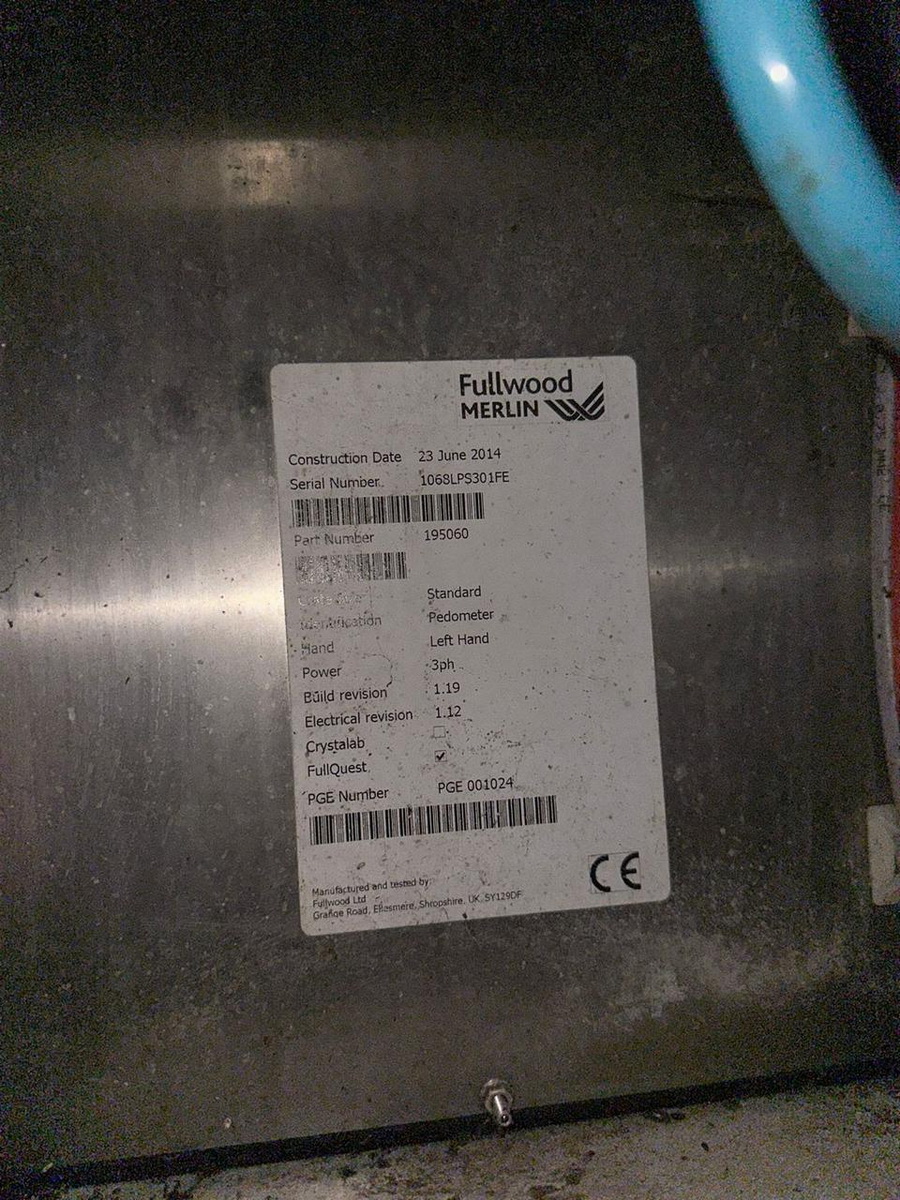 Fullwood
MERLIN
Construction Date 23 June 2014
Serial Number 1068LPS301FE
Part Number 195060
Standard
Identification Pedometer
Hand Left Hand
Power 3ph
Build revision 1.19
Electrical revision 1.12
Crystalab
FullQuest
PGE Number PGE 001024
CE
Manufactured and tested by:
Fullwood Ltd
Grange Road, Ellesmere, Shropshire, UK. SY129DF